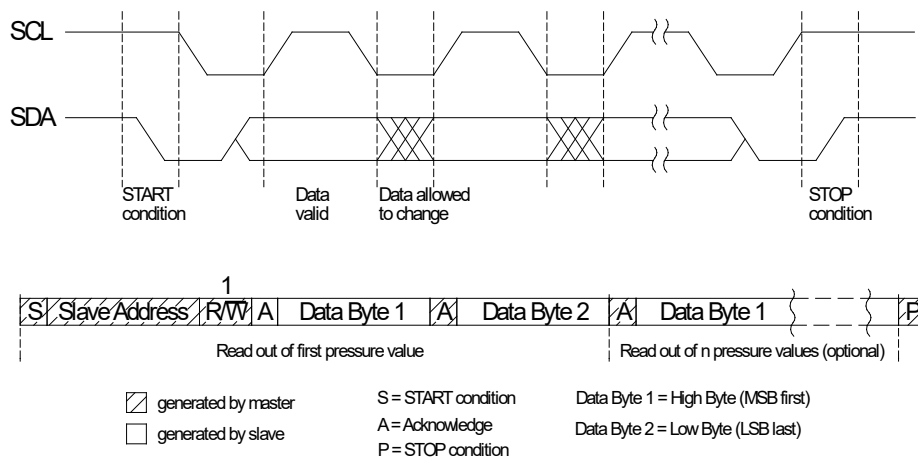 SCL
SDA
START condition
Data valid
Data allowed to change
STOP condition
1
S Slave Address R/W̅ A Data Byte 1 A Data Byte 2 A Data Byte 1 P
Read out of first pressure value
Read out of n pressure values (optional)
generated by master
generated by slave
S = START condition
A = Acknowledge
P = STOP condition
Data Byte 1 = High Byte (MSB first)
Data Byte 2 = Low Byte (LSB last)